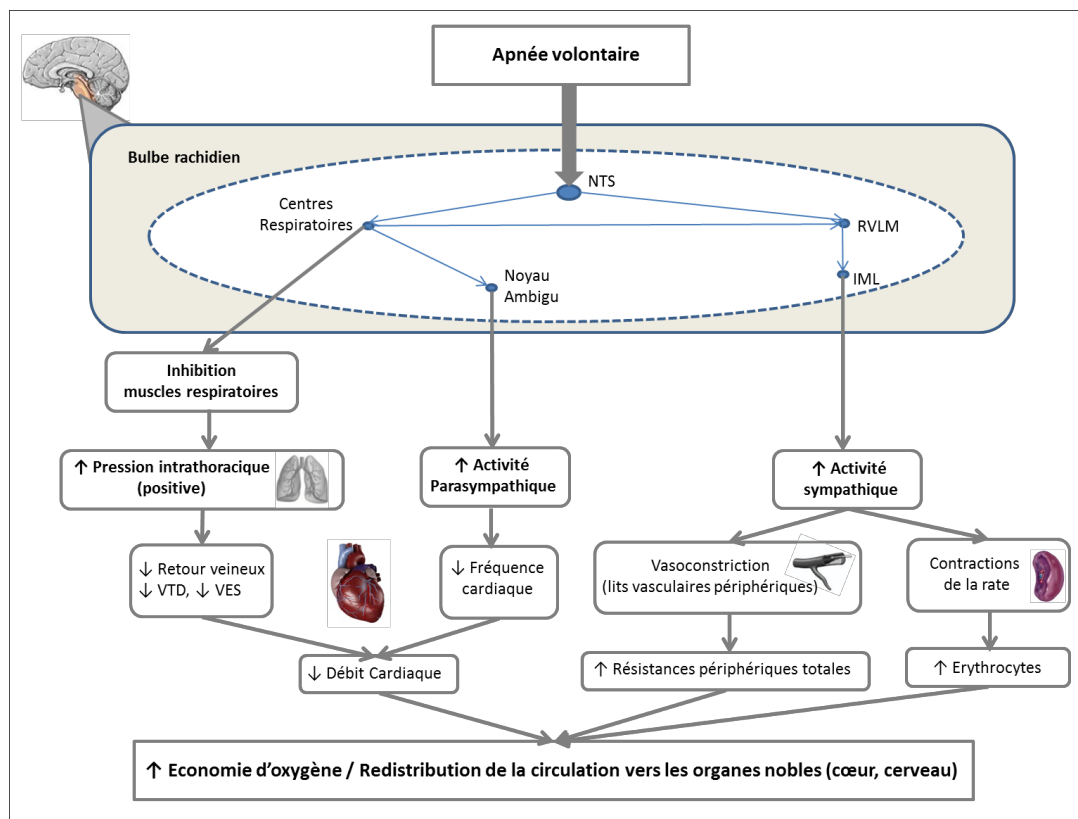 Apnée volontaire
Bulbe rachidien
NTS
Centres
Respiratoires
RVLM
Noyau
Ambigu
IML
Inhibition
muscles respiratoires
↑ Pression intrathoracique
(positive)
↑ Activité
Parasympathique
↑ Activité
sympathique
↓ Retour veineux
↓ VTD, ↓ VES
↓ Fréquence
cardiaque
Vasoconstriction
(lits vasculaires périphériques)
Contractions
de la rate
↓ Débit Cardiaque
↑ Résistances périphériques totales
↑ Erythrocytes
↑ Economie d’oxygène / Redistribution de la circulation vers les organes nobles (cœur, cerveau)